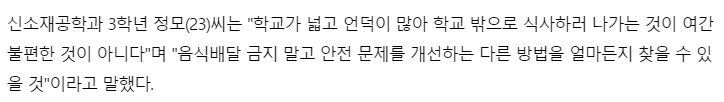 신소재공학과 3학년 정모(23)씨는 "학교가 넓고 언덕이 많아 학교 밖으로 식사하러 나가는 것이 여간
불편한 것이 아니다"며 "음식배달 금지 말고 안전 문제를 개선하는 다른 방법을 얼마든지 찾을 수 있
을 것"이라고 말했다.